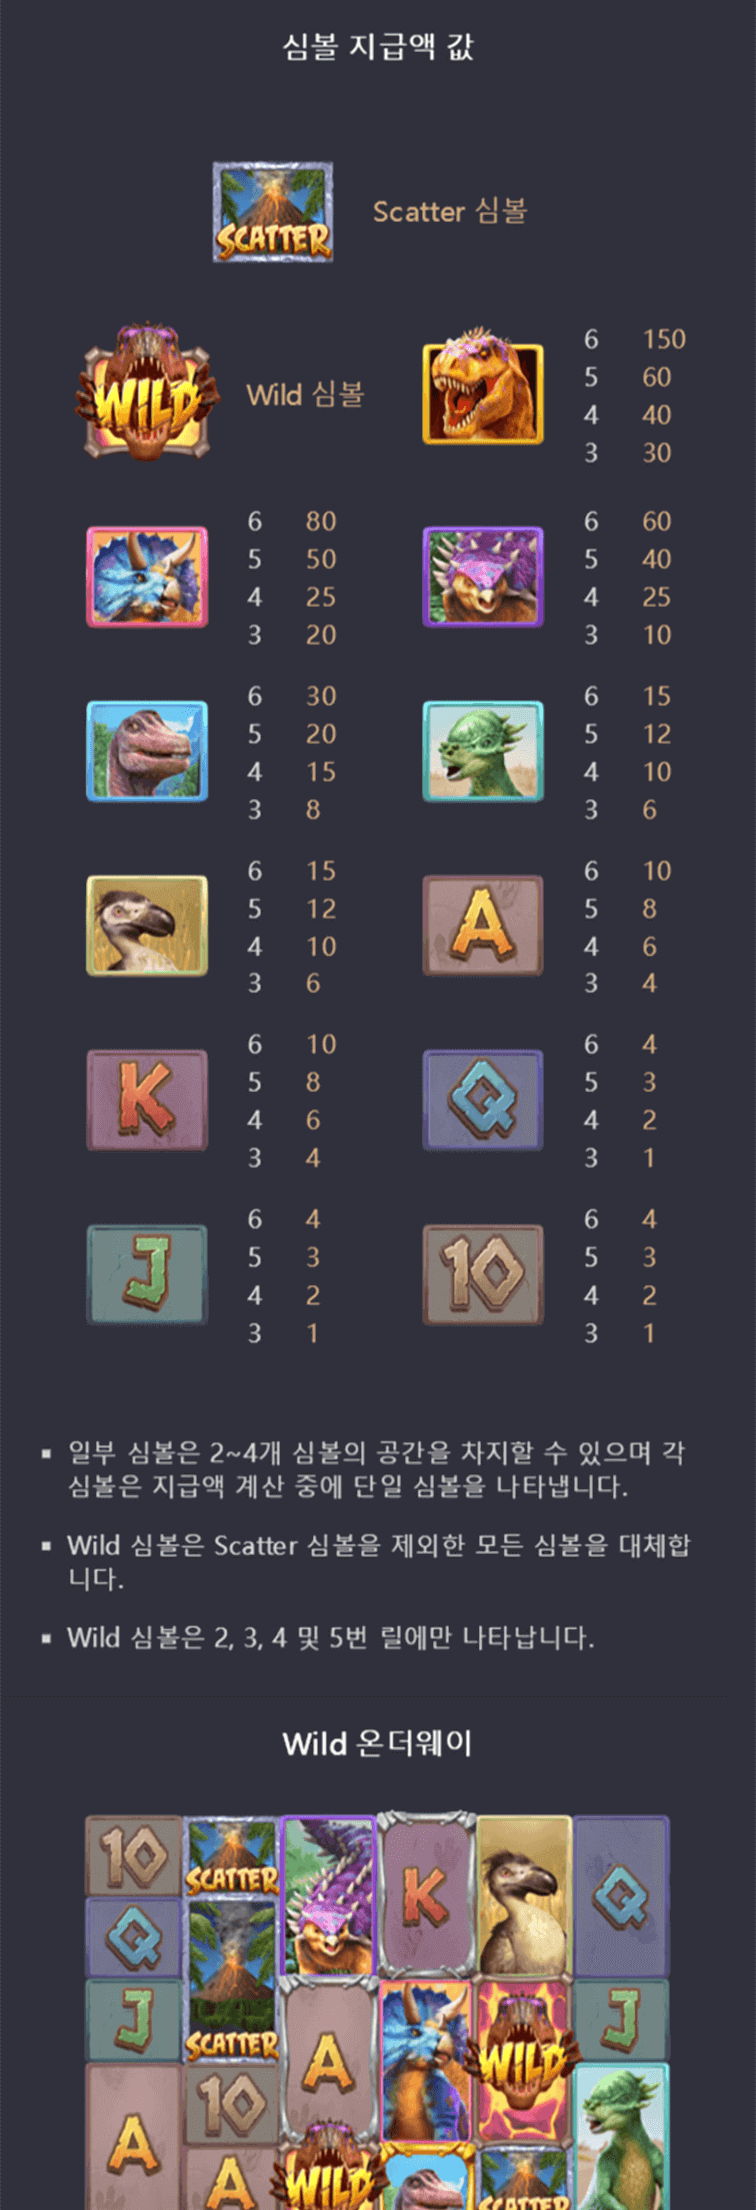 심볼 지급액 값
SCATTER
Scatter 심볼
WILD
Wild 심볼
6 150
5 60
4 40
3 30
6 80
5 50
4 25
3 20
6 60
5 40
4 25
3 10
6 30
5 20
4 15
3 8
6 15
5 12
4 10
3 6
6 15
5 12
4 10
3 6
A
6 10
5 8
6 4
4 6
3 4
K
6 10
5 8
4 6
3 4
Q
6 4
5 3
4 2
3 1
J
6 4
5 3
4 2
3 1
10
6 4
5 3
4 2
3 1
▪ 일부 심볼은 2~4개 심볼의 공간을 차지할 수 있으며 각
심볼은 지급액 계산 중에 단일 심볼을 나타냅니다.
▪ Wild 심볼은 Scatter 심볼을 제외한 모든 심볼을 대체합
니다.
▪ Wild 심볼은 2, 3, 4 및 5번 릴에만 나타납니다.
Wild 온더웨이
10
SCATTER
K
Q
Q
SCATTER
J
A
WILD
J
10
A
A
WILD
SCATTER